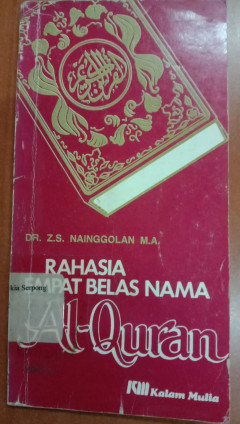 DR. Z.S. NAINGGOLAN M.A.
RAHASIA
EMPAT BELAS NAMA
Al-Quran
Kalam Mulia